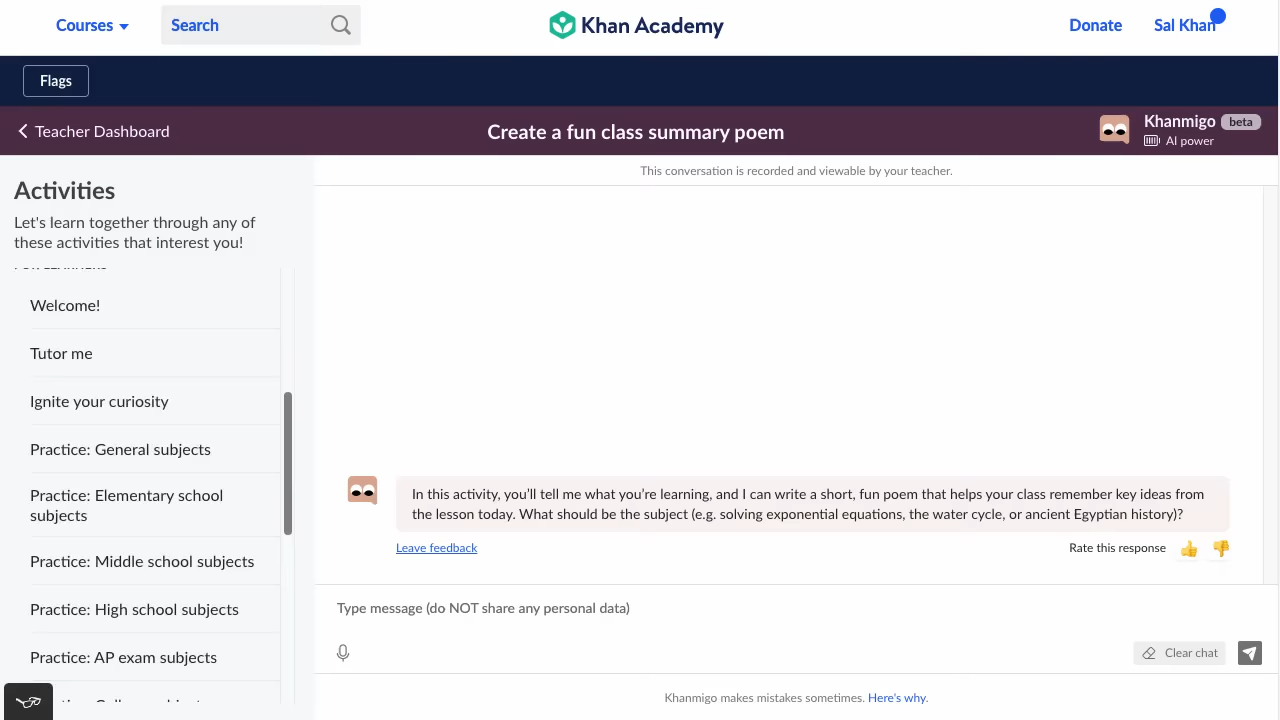 Courses
Search
Khan Academy
Donate
Sal Khan
Flags
Teacher Dashboard
Create a fun class summary poem
Khanmigo beta
AI power
Activities
Let's learn together through any of
these activities that interest you!
Welcome!
Tutor me
Ignite your curiosity
Practice: General subjects
Practice: Elementary school
subjects
Practice: Middle school subjects
Practice: High school subjects
Practice: AP exam subjects
This conversation is recorded and viewable by your teacher.
In this activity, you'll tell me what you're learning, and I can write a short, fun poem that helps your class remember key ideas from
the lesson today. What should be the subject (e.g. solving exponential equations, the water cycle, or ancient Egyptian history)?
Leave feedback
Rate this response
Type message (do NOT share any personal data)
Clear chat
Khanmigo makes mistakes sometimes. Here's why.